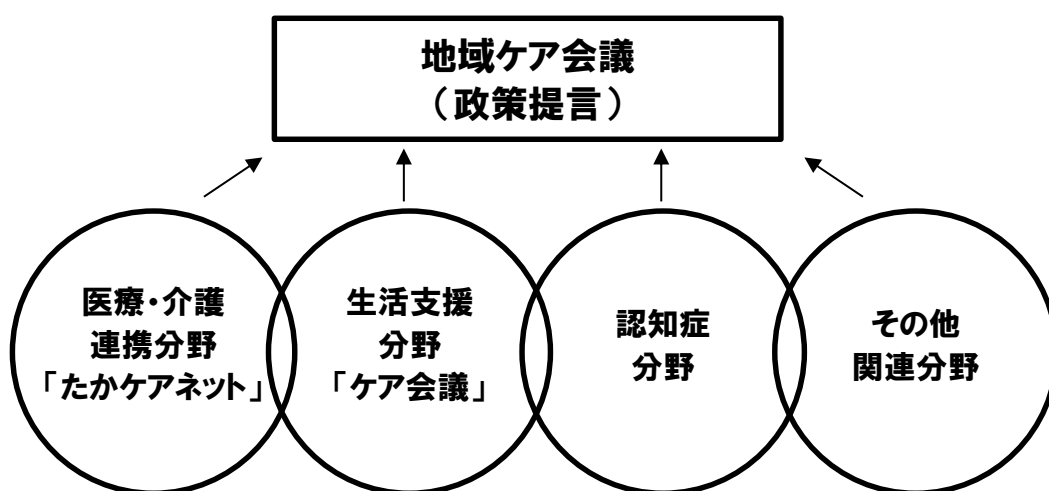 地域ケア会議
（政策提言）
医療・介護
連携分野
「たかケアネット」
生活支援
分野
「ケア会議」
認知症
分野
その他
関連分野